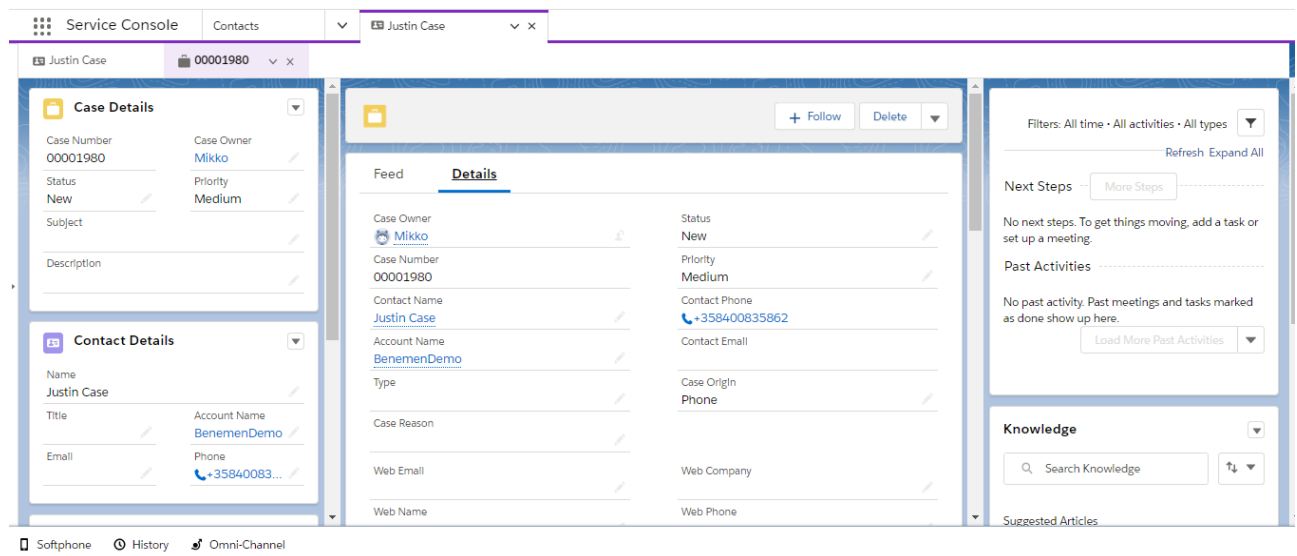 Service Console
Contacts
Justin Case
Justin Case
00001980
Case Details
Case Number
Case Owner
00001980
Mikko
Status
Priority
New
Medium
Subject
Description
Contact Details
Name
Justin Case
Title
Account Name
BenemenDemo
Email
Phone
+35840083...
+ Follow
Delete
Feed
Details
Case Owner
Status
Mikko
New
Case Number
Priority
00001980
Medium
Contact Name
Contact Phone
Justin Case
+358400835862
Account Name
Contact Email
BenemenDemo
Type
Case Origin
Phone
Case Reason
Web Email
Web Company
Web Name
Web Phone
Filters: All time • All activities • All types
Refresh Expand All
Next Steps
More Steps
No next steps. To get things moving, add a task or
set up a meeting.
Past Activities
No past activity. Past meetings and tasks marked
as done show up here.
Load More Past Activities
Knowledge
Search Knowledge
Suggested Articles
Softphone
History
Omni-Channel